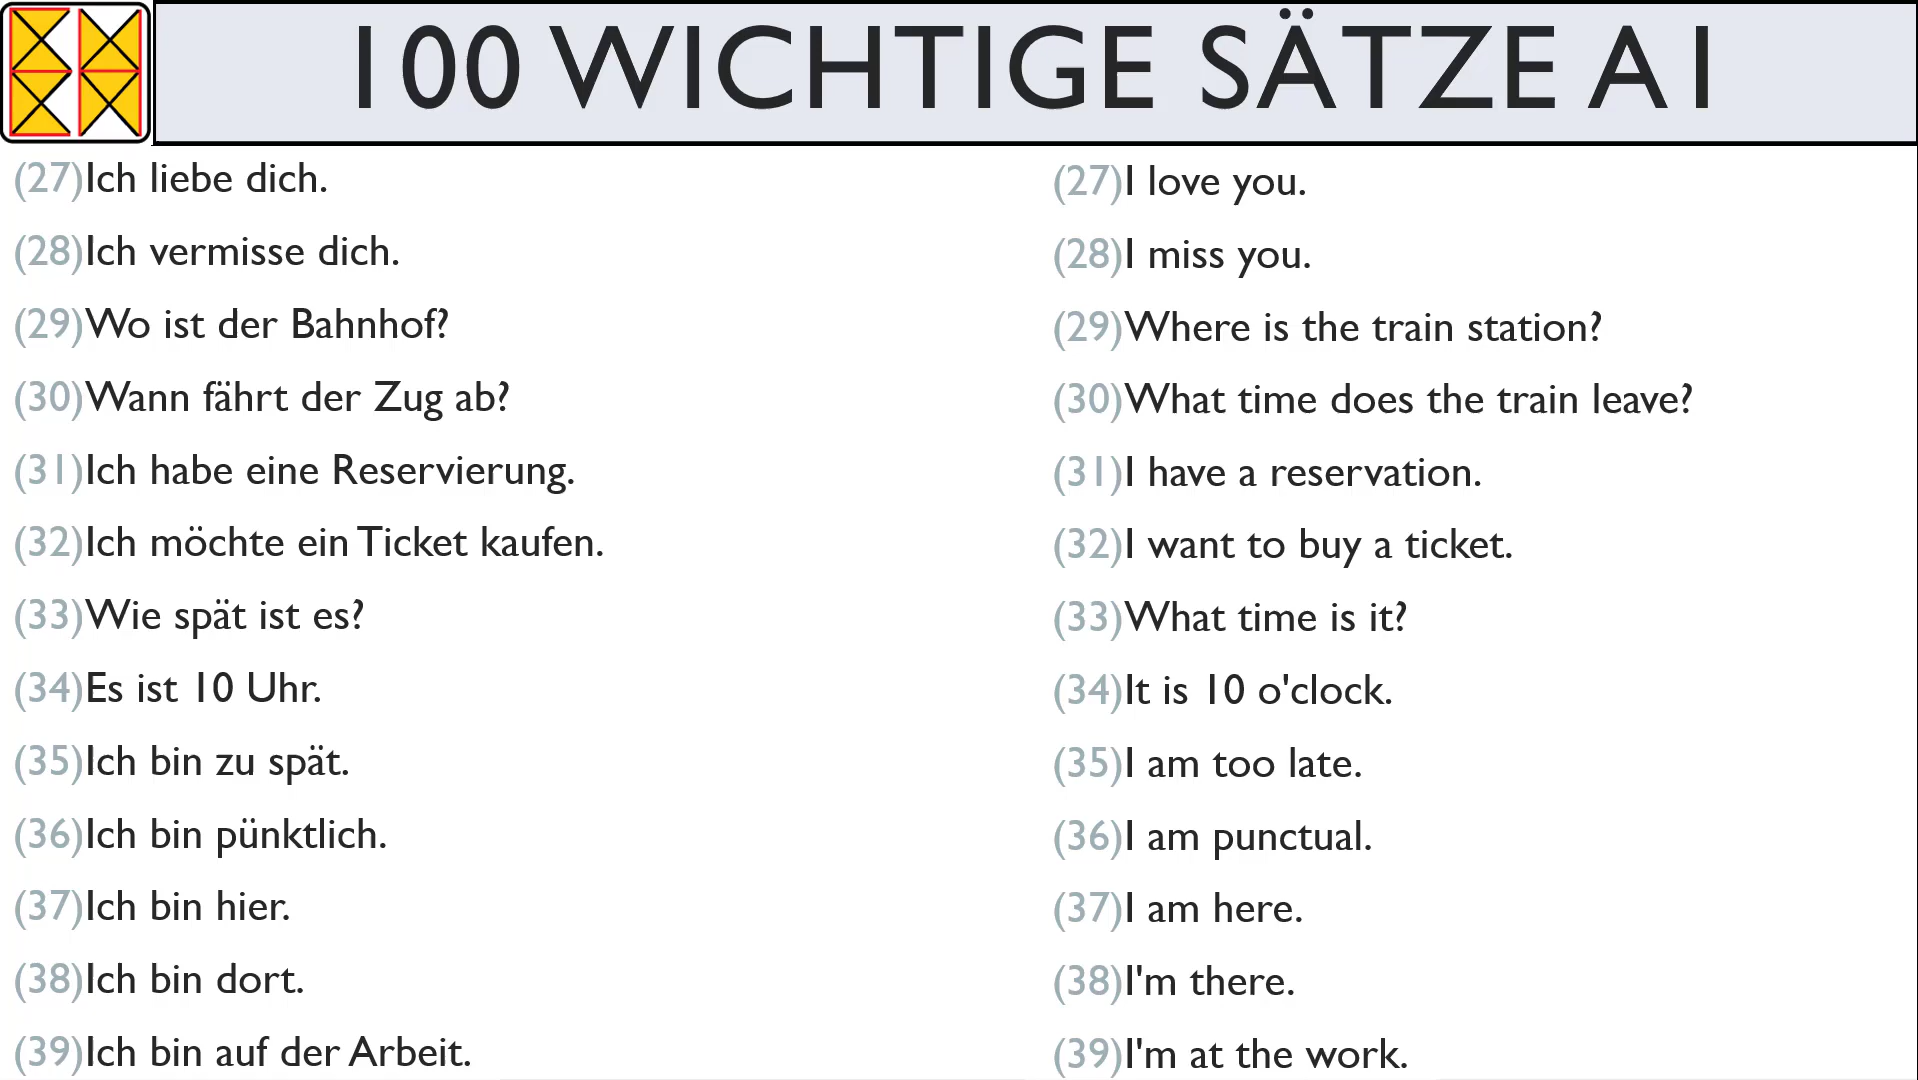 100 WICHTIGE SÄTZE A1
(27)Ich liebe dich.
(28)Ich vermisse dich.
(29)Wo ist der Bahnhof?
(30)Wann fährt der Zug ab?
(31)Ich habe eine Reservierung.
(32)Ich möchte ein Ticket kaufen.
(33)Wie spät ist es?
(34)Es ist 10 Uhr.
(35)Ich bin zu spät.
(36)Ich bin pünktlich.
(37)Ich bin hier.
(38)Ich bin dort.
(39)Ich bin auf der Arbeit.
(27)I love you.
(28)I miss you.
(29)Where is the train station?
(30)What time does the train leave?
(31)I have a reservation.
(32)I want to buy a ticket.
(33)What time is it?
(34)It is 10 o'clock.
(35)I am too late.
(36)I am punctual.
(37)I am here.
(38)I'm there.
(39)I'm at the work.